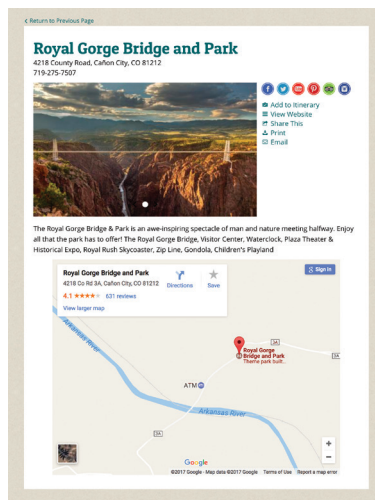 ‹ Return to Previous Page
Royal Gorge Bridge and Park
4218 County Road, Cañon City, CO 81212
719-275-7507
Add to Itinerary
View Website
Share This
Print
Email
The Royal Gorge Bridge & Park is an awe-inspiring spectacle of man and nature meeting halfway. Enjoy
all that the park has to offer! The Royal Gorge Bridge, Visitor Center, Waterclock, Plaza Theater &
Historical Expo, Royal Rush Skycoaster, Zip Line, Gondola, Children's Playland
Royal Gorge Bridge and Park
4218 Co Rd 3A, Cañon City, CO 81212
4.1 ★★★★★ 631 reviews
View larger map
Directions
Save
Sign in
Arkansas River
3A
Royal Gorge
Bridge and Park
Theme park built...
3A
ATM
Arkansas River
3A
Google
©2017 Google - Map data ©2017 Google Terms of Use Report a map error